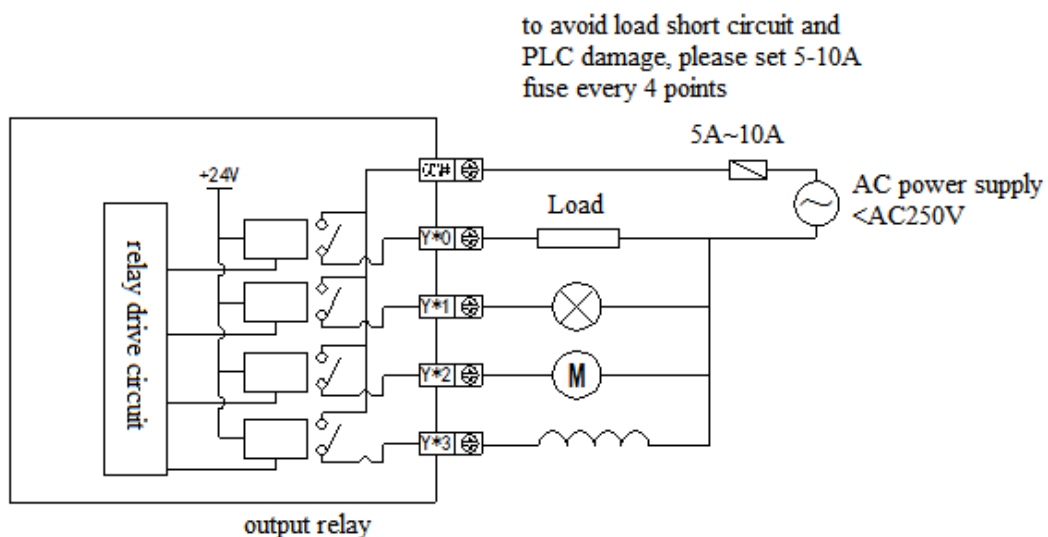 to avoid load short circuit and
PLC damage, please set 5-10A
fuse every 4 points
5A~10A
+24V
AC power supply
<AC250V
Load
Y*0
relay drive circuit
Y*1
M
Y*2
Y*3
output relay